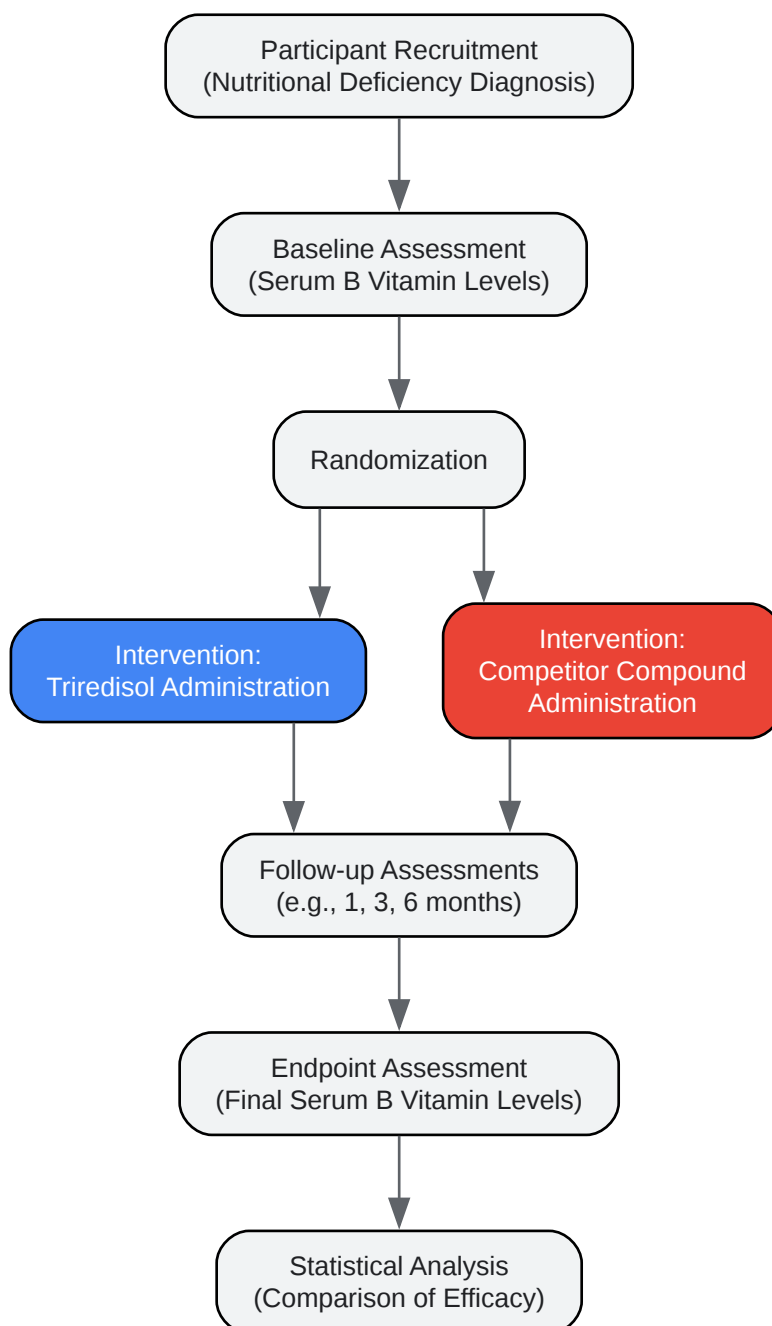 Participant Recruitment
(Nutritional Deficiency Diagnosis)
Baseline Assessment
(Serum B Vitamin Levels)
Randomization
Intervention:
Triredisol Administration
Intervention:
Competitor Compound
Administration
Follow-up Assessments
(e.g., 1, 3, 6 months)
Endpoint Assessment
(Final Serum B Vitamin Levels)
Statistical Analysis
(Comparison of Efficacy)